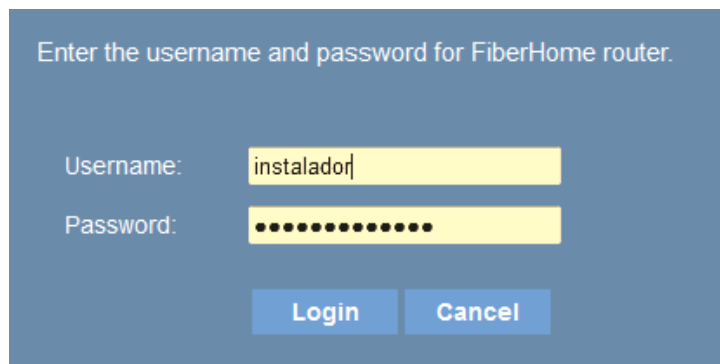 Enter the username and password for FiberHome router.
Username: instalador
Password: •••••••••••••
Login Cancel